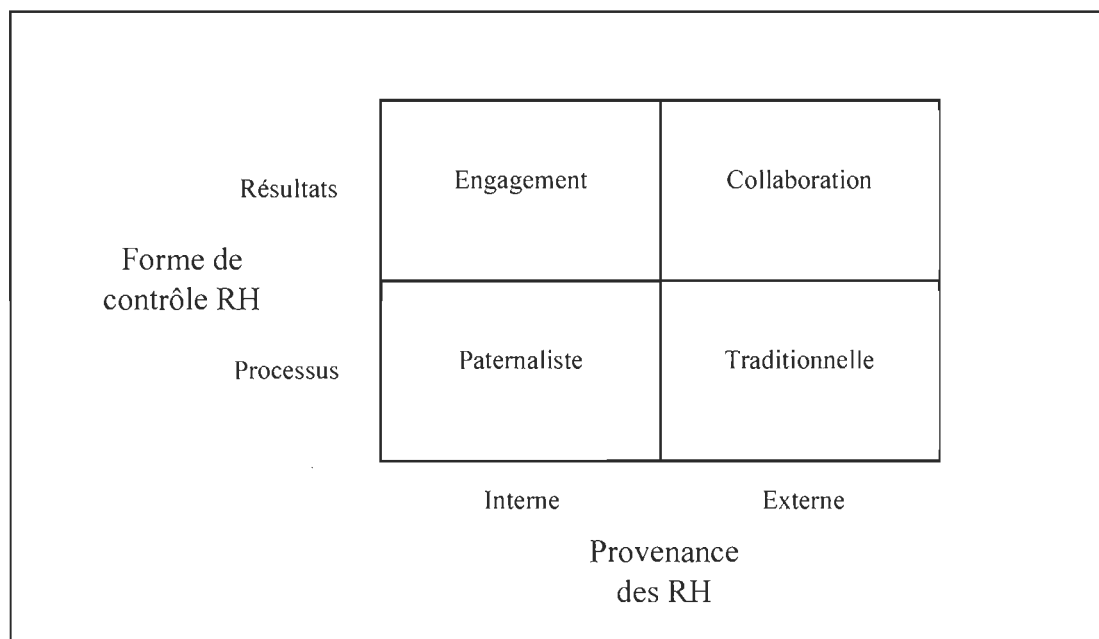 Résultats
Engagement
Collaboration
Forme de
contrôle RH
Processus
Paternaliste
Traditionnelle
Interne
Externe
Provenance
des RH